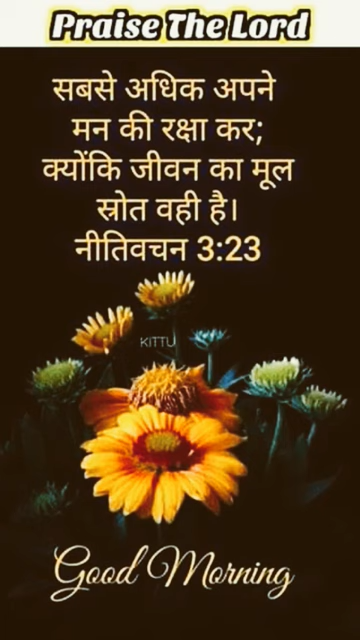 Praise The Lord
सबसे अधिक अपने
मन की रक्षा कर;
क्योंकि जीवन का मूल
स्रोत वही है।
नीतिवचन 3:23
KITTU
Good Morning